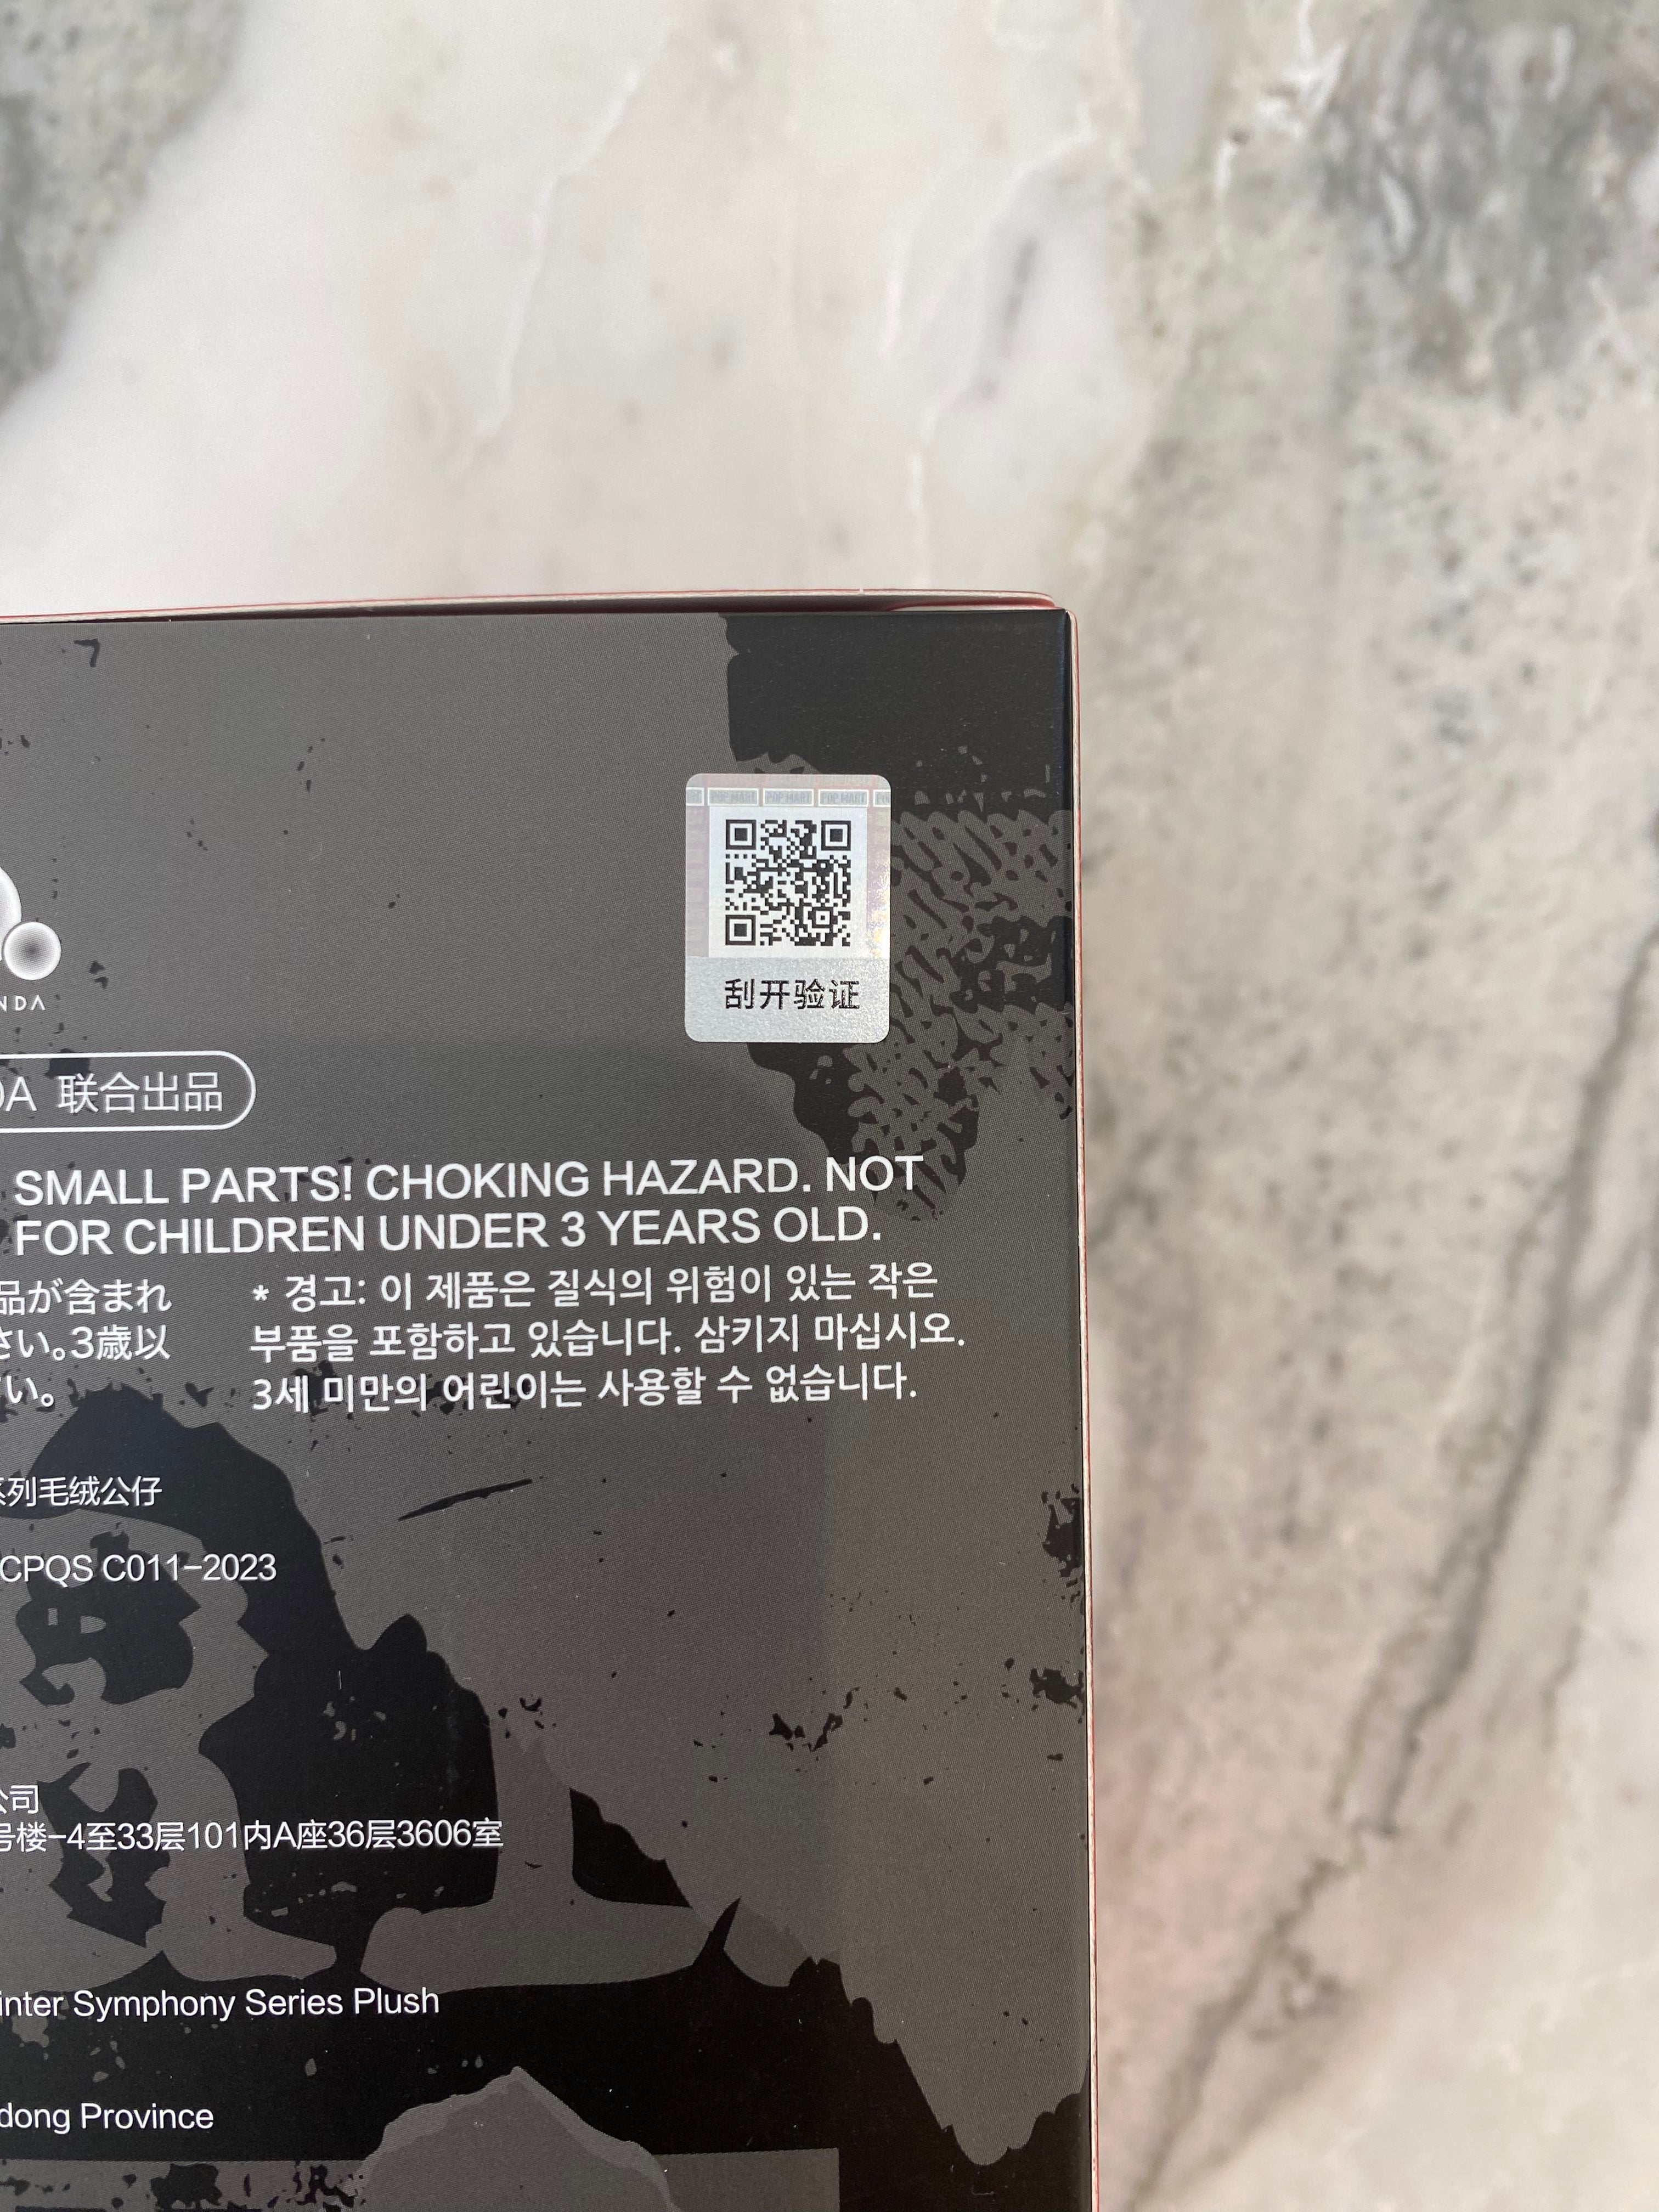 POP MART POP MART POP MART
刮开验证
NDA
DA 联合出品
SMALL PARTS! CHOKING HAZARD. NOT
FOR CHILDREN UNDER 3 YEARS OLD.
品が含まれ
さい。3歳以
い。
* 경고: 이 제품은 질식의 위험이 있는 작은
부품을 포함하고 있습니다. 삼키지 마십시오.
3세 미만의 어린이는 사용할 수 없습니다.
系列毛绒公仔
CPQS C011-2023
公司
号楼-4至33层101内A座36层3606室
inter Symphony Series Plush
dong Province